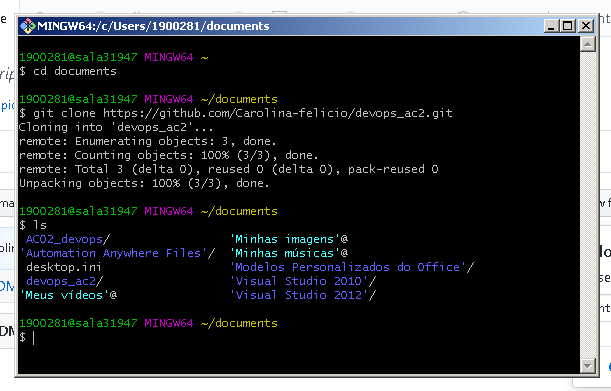 MINGW64:/c/Users/1900281/documents
1900281@sala31947 MINGW64 ~
$ cd documents
1900281@sala31947 MINGW64 ~/documents
$ git clone https://github.com/Carolina-felicio/devops_ac2.git
Cloning into 'devops_ac2'...
remote: Enumerating objects: 3, done.
remote: Counting objects: 100% (3/3), done.
remote: Total 3 (delta 0), reused 0 (delta 0), pack-reused 0
Unpacking objects: 100% (3/3), done.
1900281@sala31947 MINGW64 ~/documents
$ ls
AC02_devops/ 'Minhas imagens'@
'Automation Anywhere Files'/ 'Minhas músicas'@
desktop.ini 'Modelos Personalizados do Office'/
devops_ac2/ 'Visual Studio 2010'/
'Meus vídeos'@ 'Visual Studio 2012'/
1900281@sala31947 MINGW64 ~/documents
$